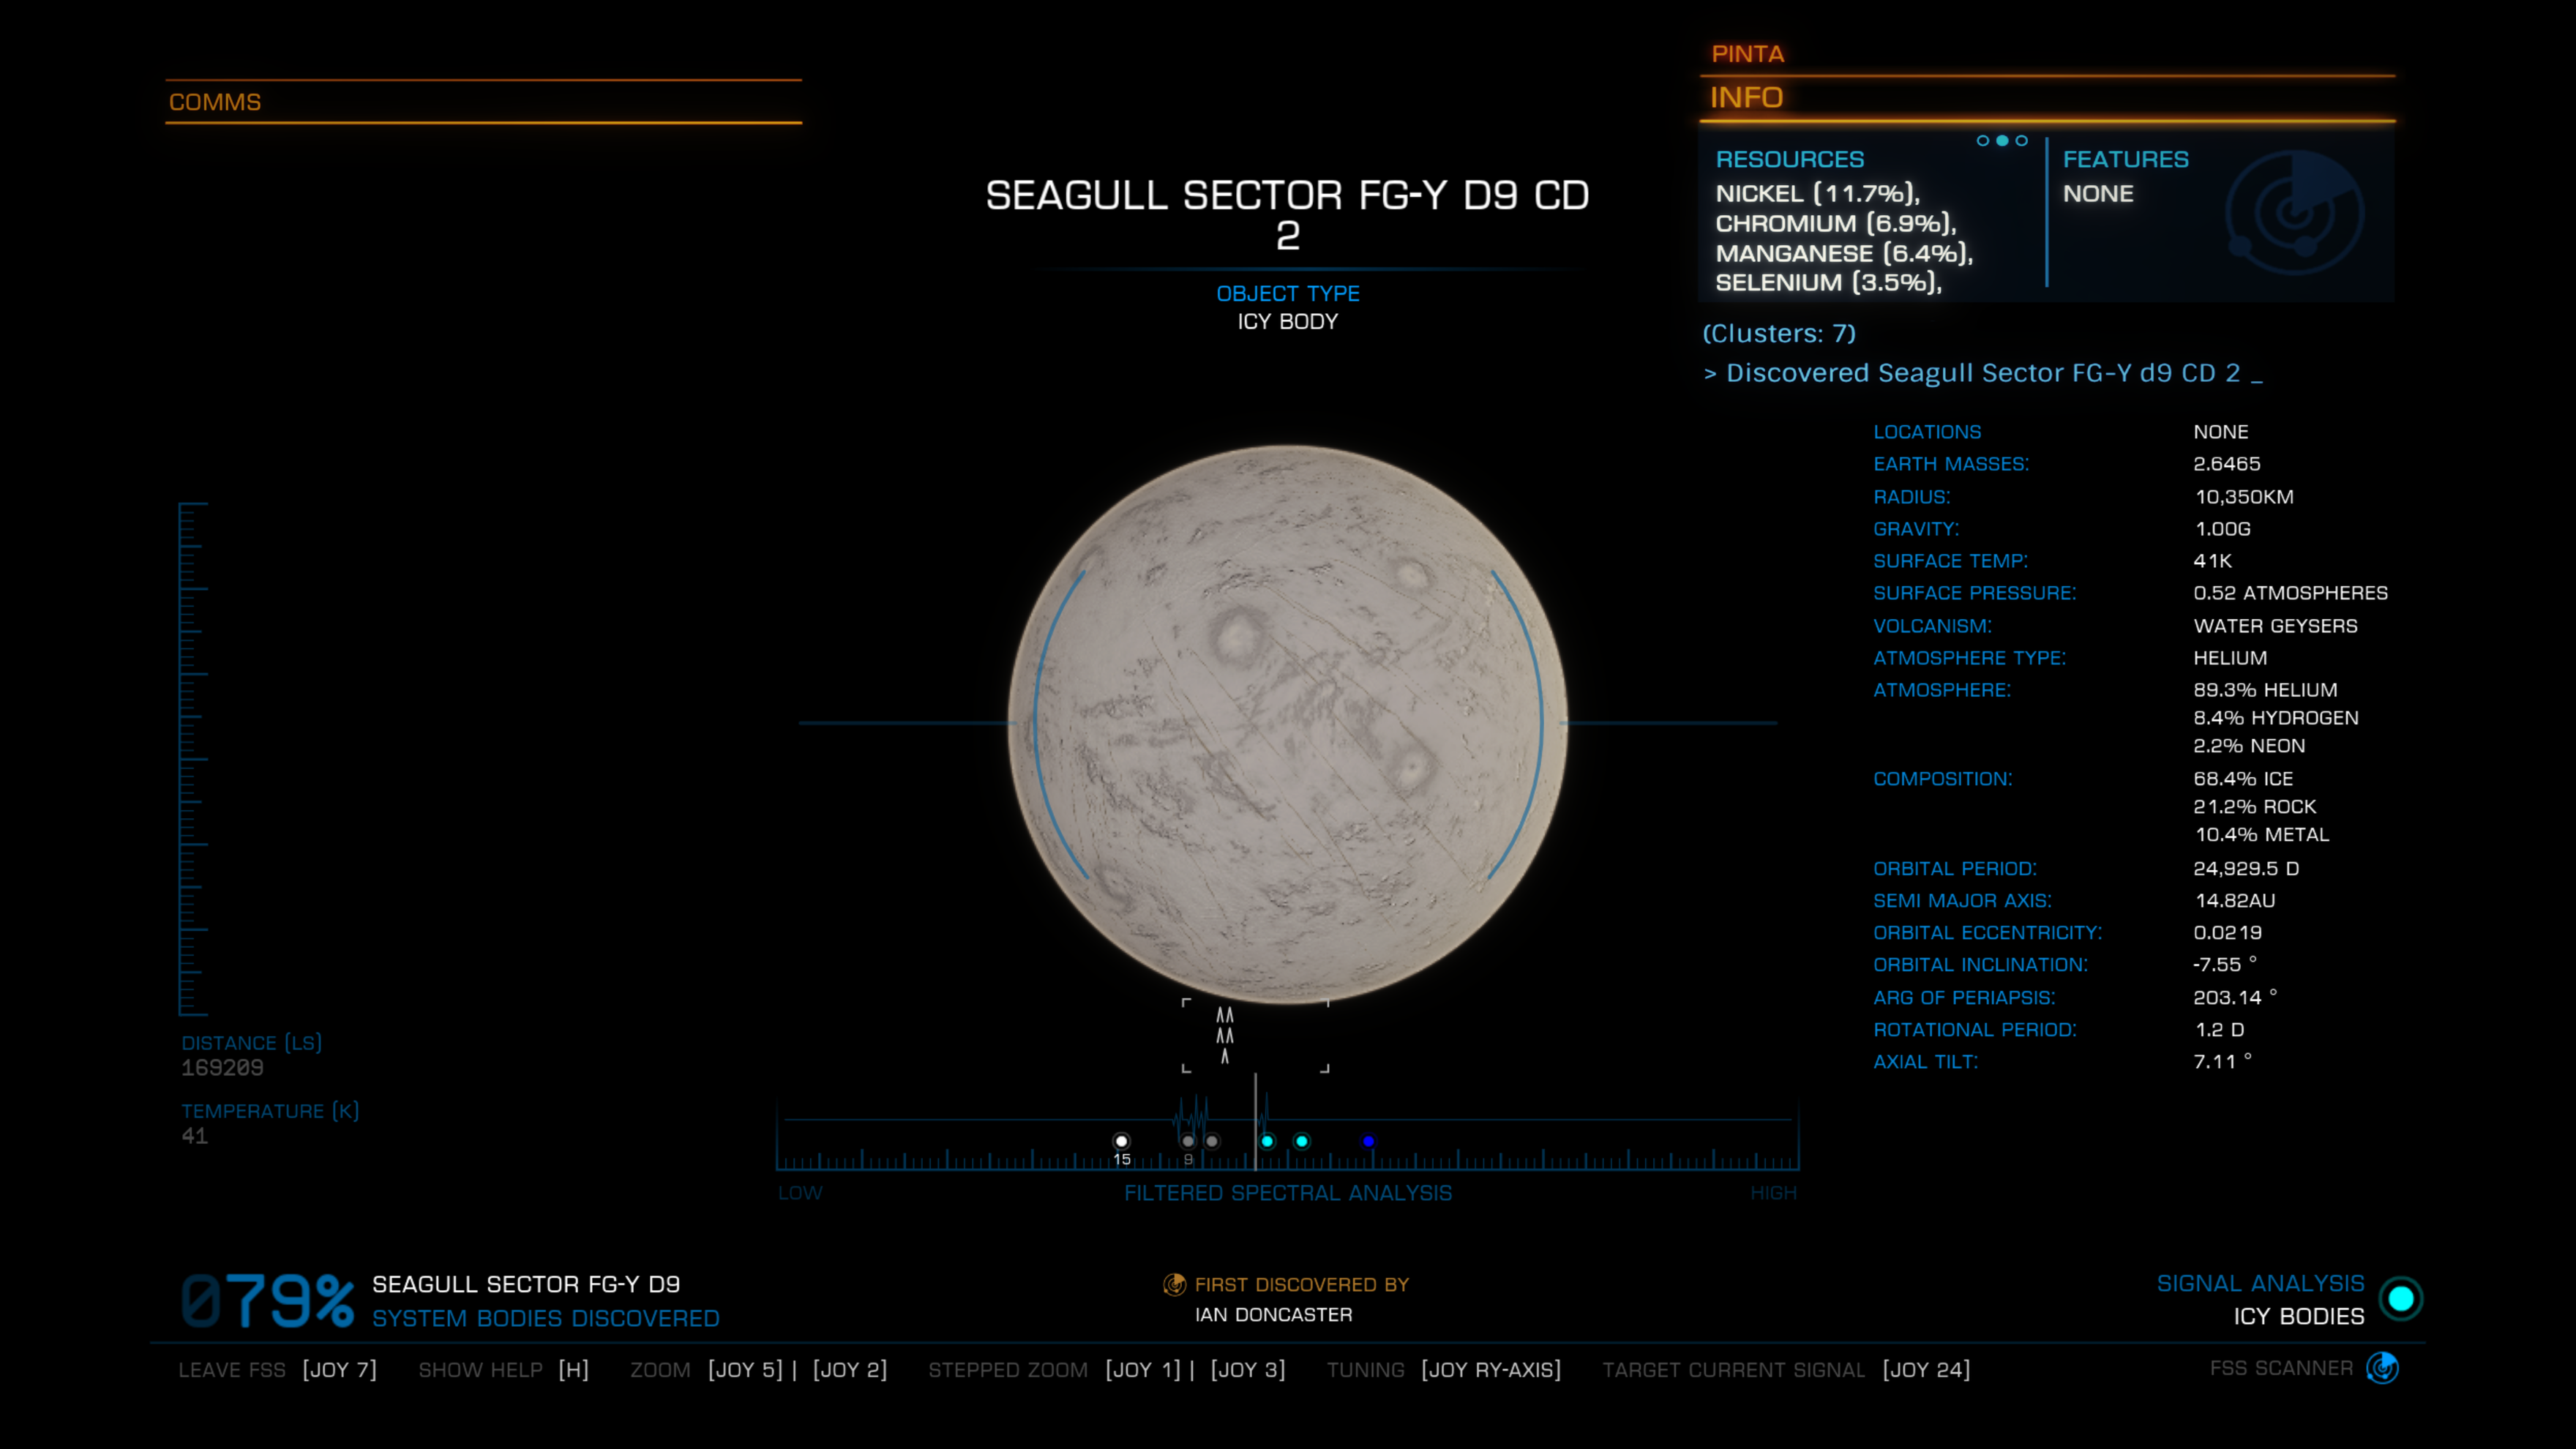 COMMS
PINTA
INFO
SEAGULL SECTOR FG-Y D9 CD
2
OBJECT TYPE
ICY BODY
RESOURCES
NICKEL (11.7%),
CHROMIUM (6.9%),
MANGANESE (6.4%),
SELENIUM (3.5%),
FEATURES
NONE
(Clusters: 7)
> Discovered Seagull Sector FG-Y d9 CD 2 _
LOCATIONS NONE
EARTH MASSES: 2.6465
RADIUS: 10,350KM
GRAVITY: 1.00G
SURFACE TEMP: 41K
SURFACE PRESSURE: 0.52 ATMOSPHERES
VOLCANISM: WATER GEYSERS
ATMOSPHERE TYPE: HELIUM
ATMOSPHERE: 89.3% HELIUM
8.4% HYDROGEN
2.2% NEON
COMPOSITION: 68.4% ICE
21.2% ROCK
10.4% METAL
ORBITAL PERIOD: 24,929.5 D
SEMI MAJOR AXIS: 14.82AU
ORBITAL ECCENTRICITY: 0.0219
ORBITAL INCLINATION: -7.55 °
ARG OF PERIAPSIS: 203.14 °
ROTATIONAL PERIOD: 1.2 D
AXIAL TILT: 7.11 °
DISTANCE (LS)
169209
TEMPERATURE (K)
41
15 9
LOW FILTERED SPECTRAL ANALYSIS HIGH
079% SEAGULL SECTOR FG-Y D9
SYSTEM BODIES DISCOVERED
FIRST DISCOVERED BY
IAN DONCASTER
SIGNAL ANALYSIS
ICY BODIES
LEAVE FSS [JOY 7] SHOW HELP [H] ZOOM [JOY 5] | [JOY 2] STEPPED ZOOM [JOY 1] | [JOY 3] TUNING [JOY RY-AXIS] TARGET CURRENT SIGNAL [JOY 24] FSS SCANNER